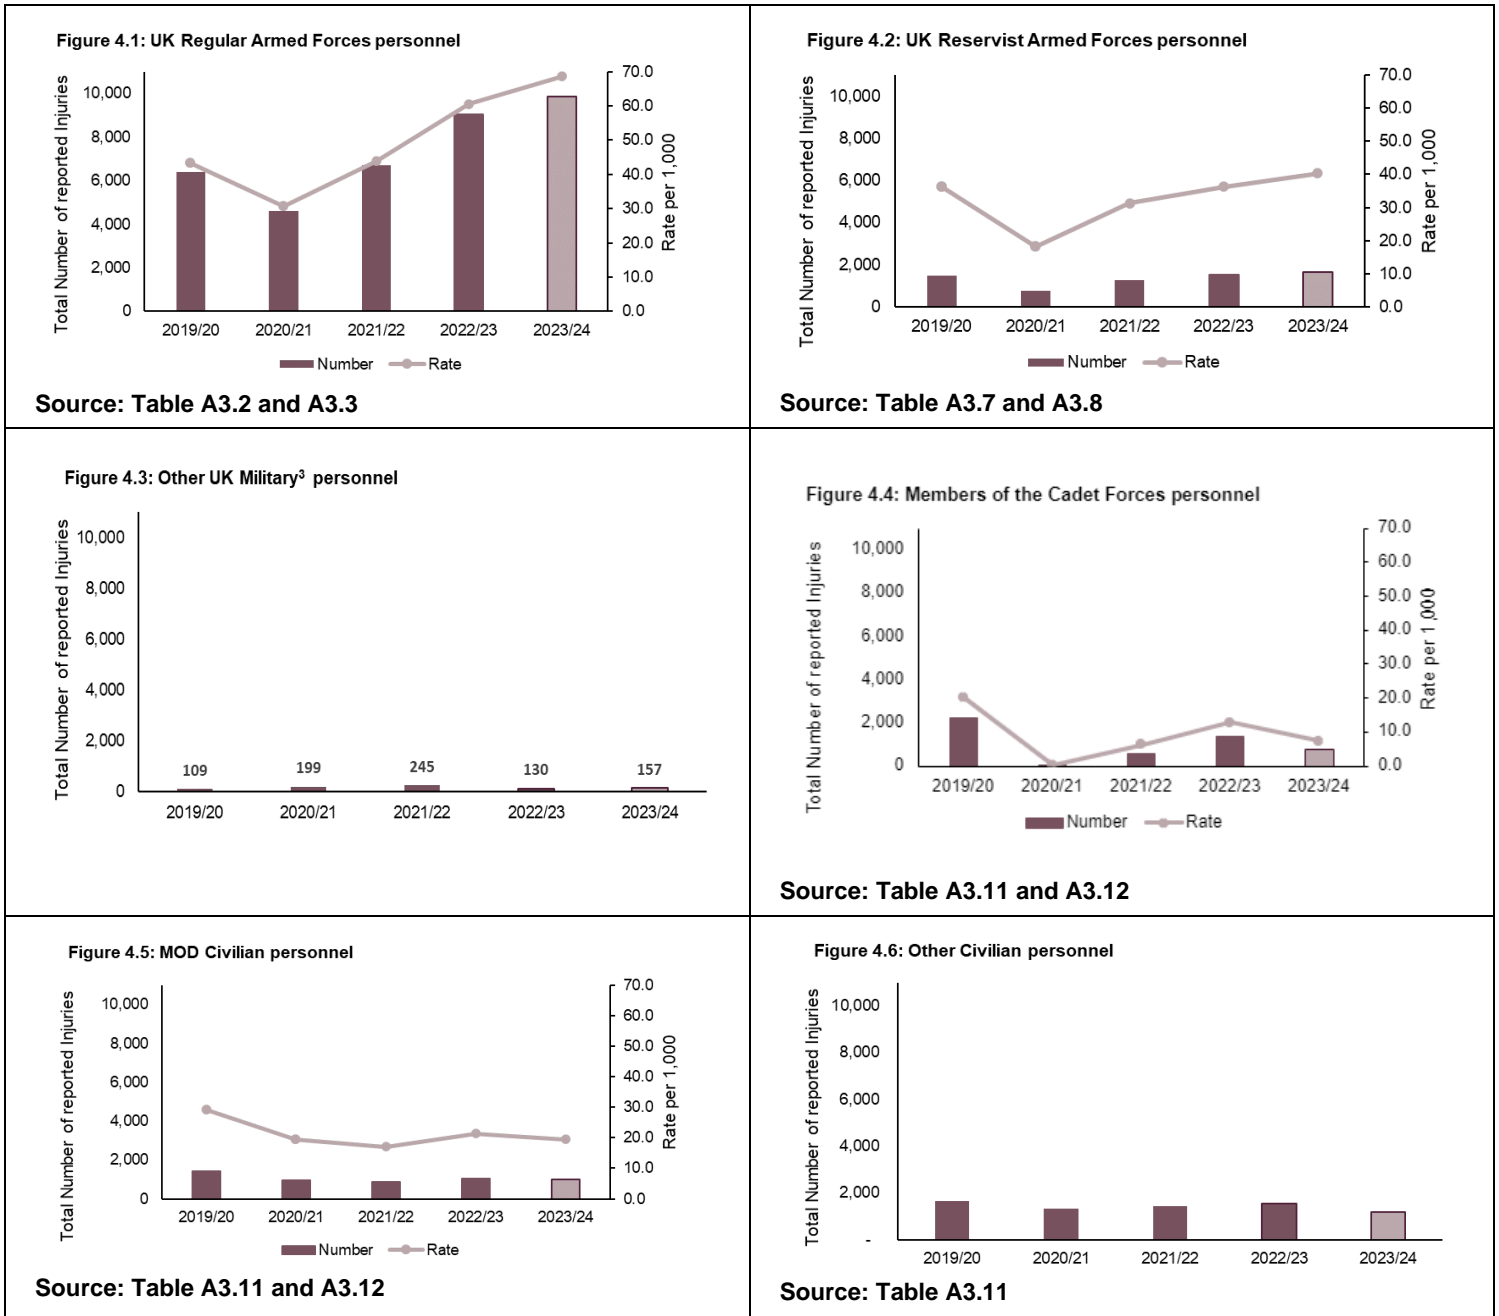 Figure 4.1: UK Regular Armed Forces personnel
Total Number of reported Injuries
10,000
8,000
6,000
4,000
2,000
0
70.0
60.0
50.0
40.0
30.0
20.0
10.0
0.0
Rate per 1,000
2019/20 2020/21 2021/22 2022/23 2023/24
Number Rate
Source: Table A3.2 and A3.3
Figure 4.2: UK Reservist Armed Forces personnel
Total Number of reported Injuries
10,000
8,000
6,000
4,000
2,000
0
70.0
60.0
50.0
40.0
30.0
20.0
10.0
0.0
Rate per 1,000
2019/20 2020/21 2021/22 2022/23 2023/24
Number Rate
Source: Table A3.7 and A3.8
Figure 4.3: Other UK Military³ personnel
Total Number of reported Injuries
10,000
8,000
6,000
4,000
2,000
0
109 199 245 130 157
2019/20 2020/21 2021/22 2022/23 2023/24
Figure 4.4: Members of the Cadet Forces personnel
Total Number of reported Injuries
10,000
8,000
6,000
4,000
2,000
0
70.0
60.0
50.0
40.0
30.0
20.0
10.0
0.0
Rate per 1,000
2019/20 2020/21 2021/22 2022/23 2023/24
Number Rate
Source: Table A3.11 and A3.12
Figure 4.5: MOD Civilian personnel
Total Number of reported Injuries
10,000
8,000
6,000
4,000
2,000
0
70.0
60.0
50.0
40.0
30.0
20.0
10.0
0.0
Rate per 1,000
2019/20 2020/21 2021/22 2022/23 2023/24
Number Rate
Source: Table A3.11 and A3.12
Figure 4.6: Other Civilian personnel
Total Number of reported Injuries
10,000
8,000
6,000
4,000
2,000
-
2019/20 2020/21 2021/22 2022/23 2023/24
Source: Table A3.11